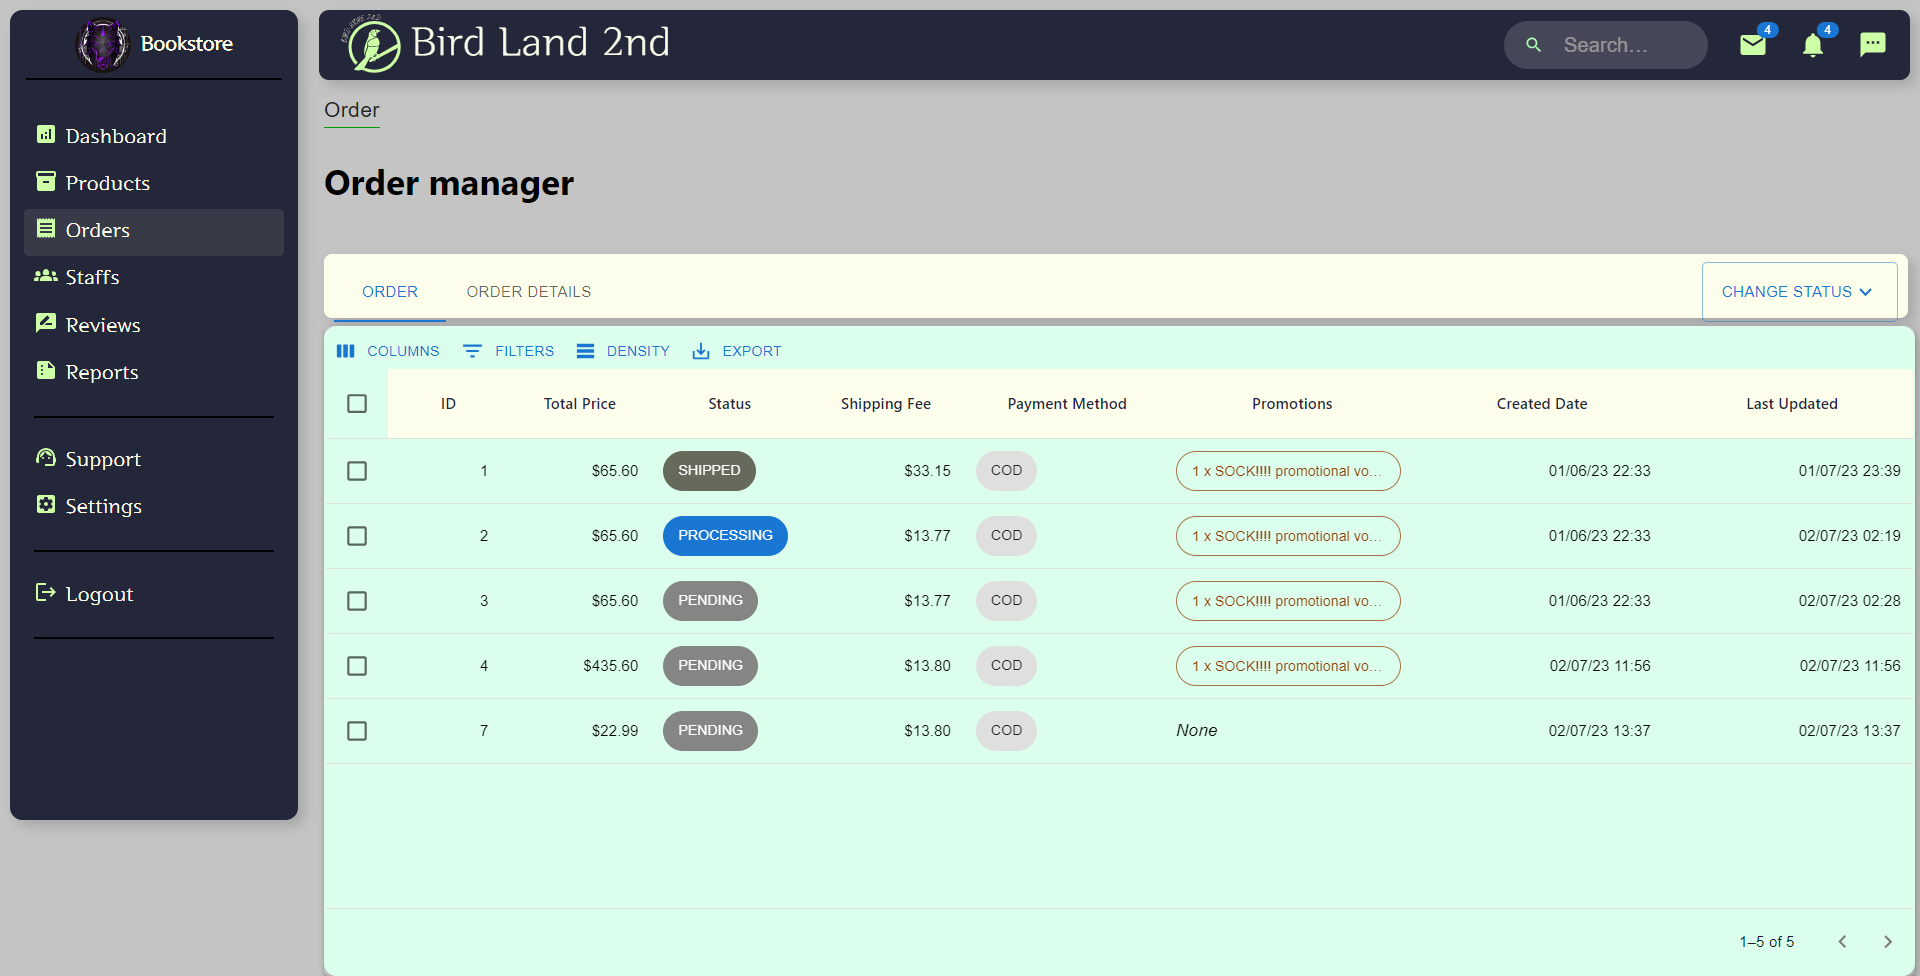 Bookstore
Dashboard
Products
Orders
Staffs
Reviews
Reports
Support
Settings
Logout
BIRD STORE 2ND
Bird Land 2nd
Search...
4
4
Order
Order manager
ORDER ORDER DETAILS CHANGE STATUS
COLUMNS FILTERS DENSITY EXPORT
ID Total Price Status Shipping Fee Payment Method Promotions Created Date Last Updated
1 $65.60 SHIPPED $33.15 COD 1 x SOCK!!!! promotional vo... 01/06/23 22:33 01/07/23 23:39
2 $65.60 PROCESSING $13.77 COD 1 x SOCK!!!! promotional vo... 01/06/23 22:33 02/07/23 02:19
3 $65.60 PENDING $13.77 COD 1 x SOCK!!!! promotional vo... 01/06/23 22:33 02/07/23 02:28
4 $435.60 PENDING $13.80 COD 1 x SOCK!!!! promotional vo... 02/07/23 11:56 02/07/23 11:56
7 $22.99 PENDING $13.80 COD None 02/07/23 13:37 02/07/23 13:37
1–5 of 5